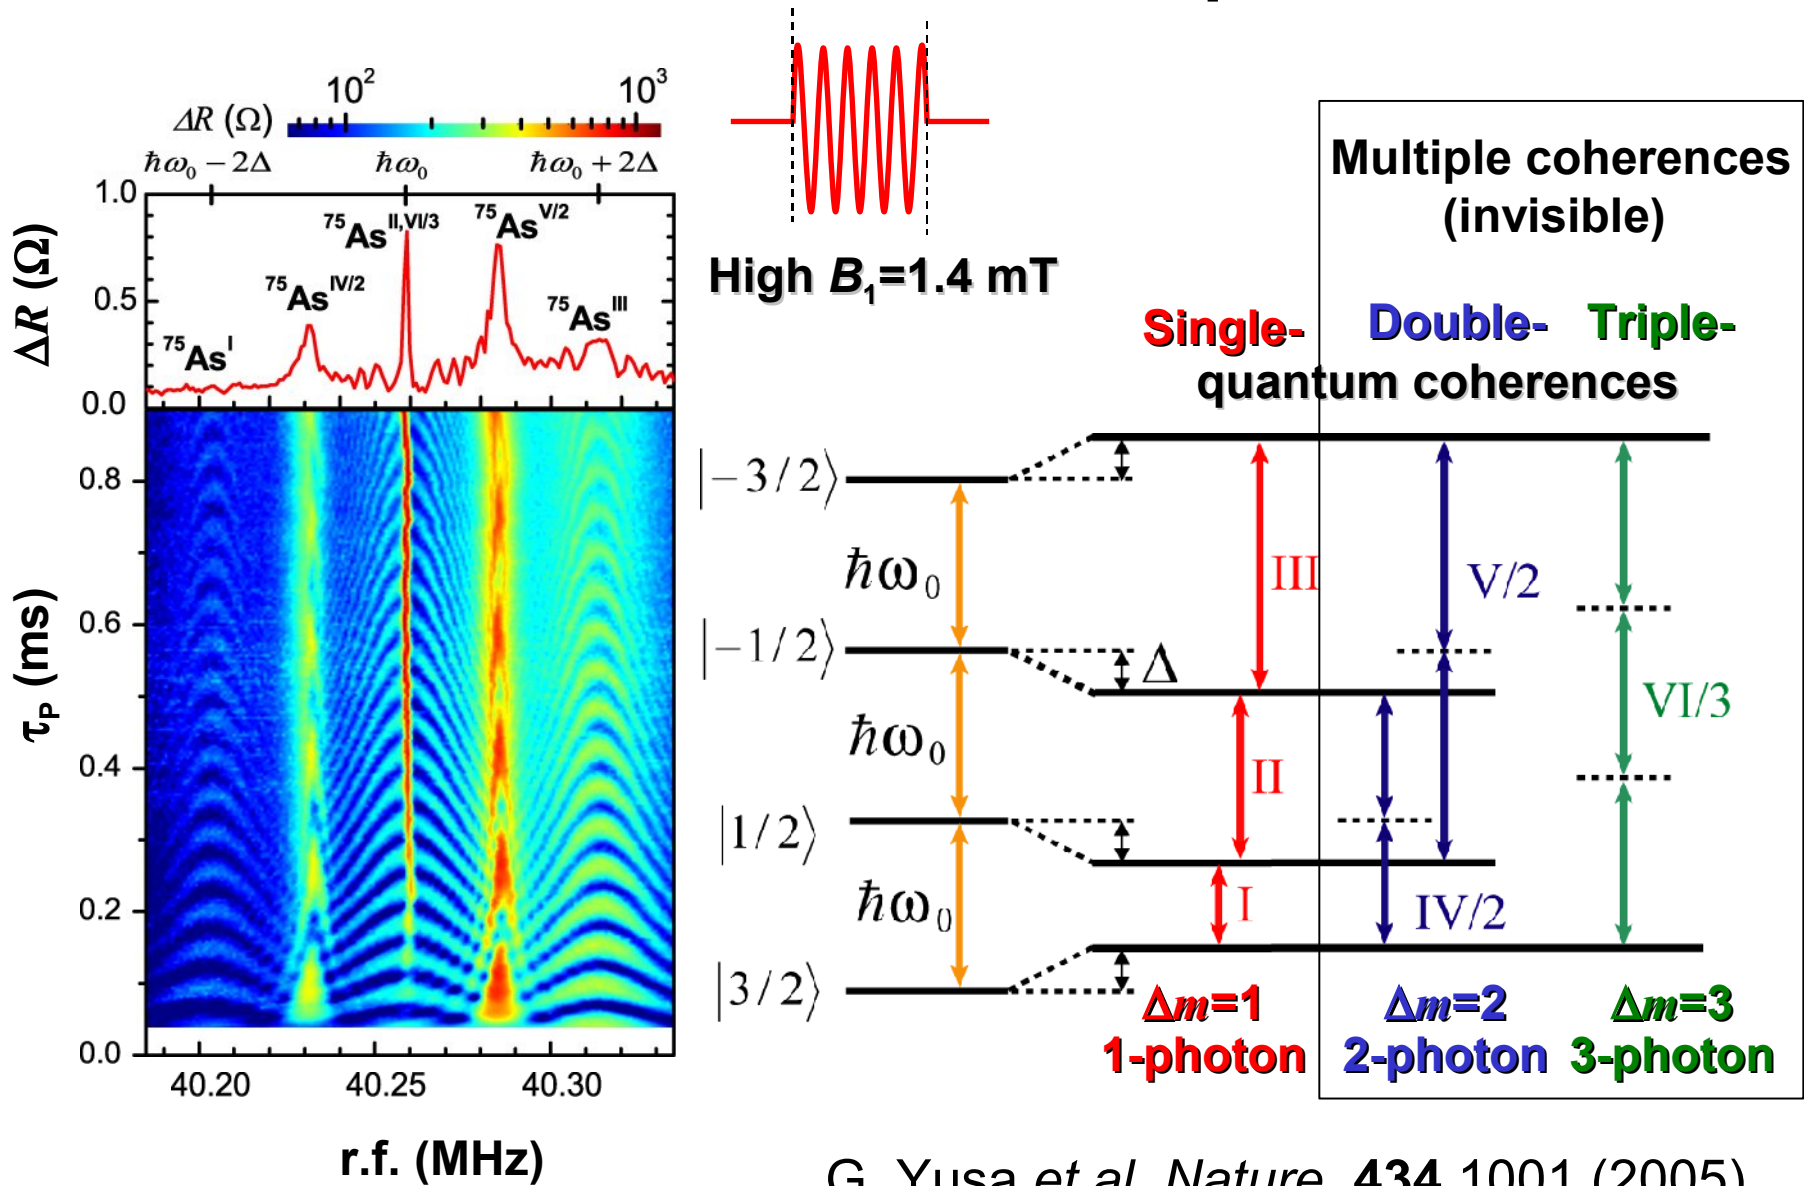 10² 10³
ΔR (Ω)
ħω₀ − 2Δ ħω₀ ħω₀ + 2Δ
1.0
0.5
0.0
ΔR (Ω)
⁷⁵As^I
⁷⁵As^IV/2
⁷⁵As^II,VI/3
⁷⁵As^V/2
⁷⁵As^III
0.8
0.6
0.4
0.2
0.0
τ_P (ms)
40.20 40.25 40.30
r.f. (MHz)
High B₁=1.4 mT
Multiple coherences
(invisible)
Single- Double- Triple-
quantum coherences
|−3/2⟩
ħω₀
III
V/2
|−1/2⟩
Δ
ħω₀
II
VI/3
|1/2⟩
ħω₀
I
IV/2
|3/2⟩
Δm=1 Δm=2 Δm=3
1-photon 2-photon 3-photon
G. Yusa et al. Nature, 434 1001 (2005)